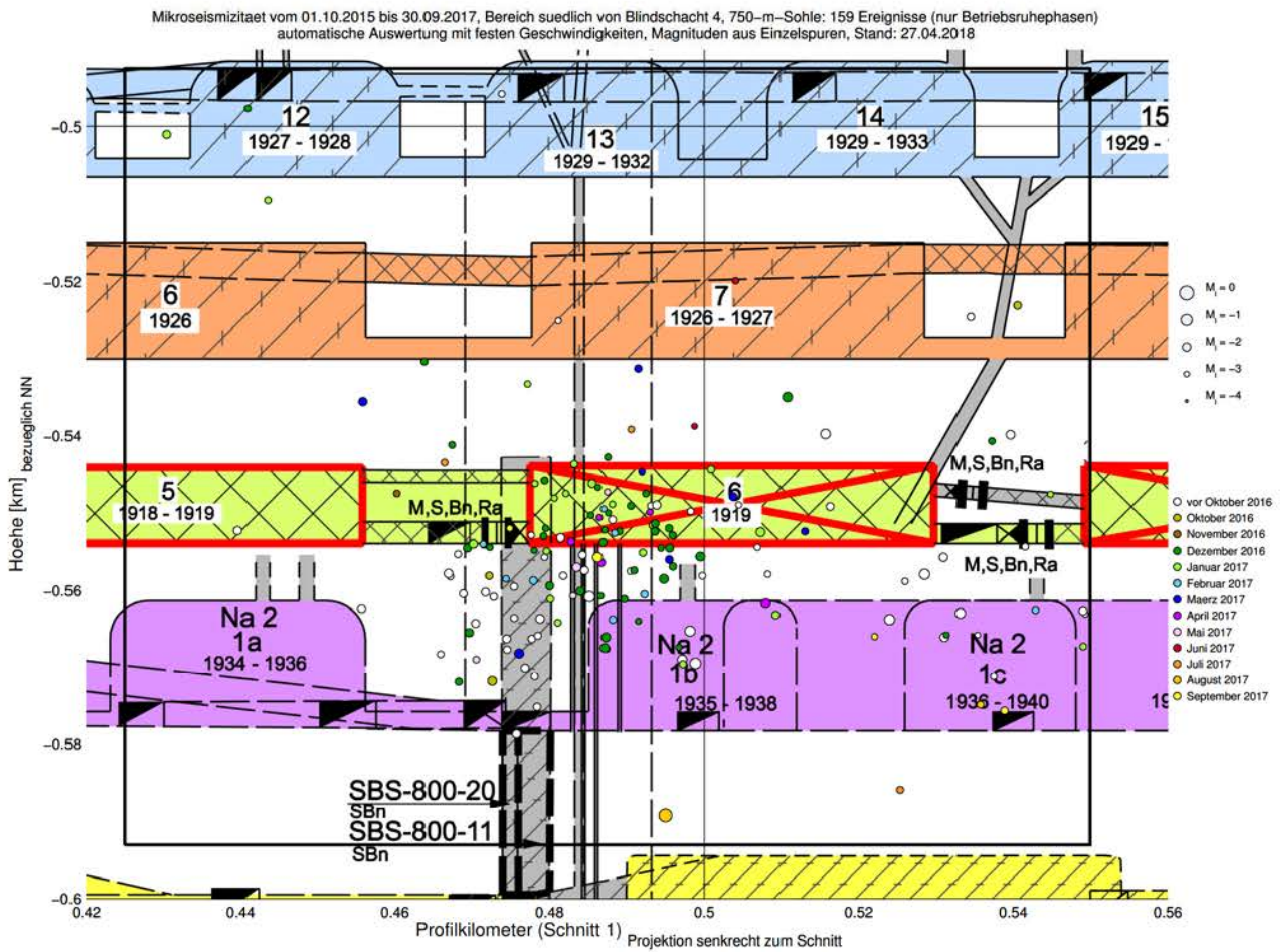 Mikroseismizitaet vom 01.10.2015 bis 30.09.2017, Bereich suedlich von Blindschacht 4, 750−m−Sohle: 159 Ereignisse (nur Betriebsruhephasen)
automatische Auswertung mit festen Geschwindigkeiten, Magnituden aus Einzelspuren, Stand: 27.04.2018
12
1927 - 1928
13
1929 - 1932
14
1929 - 1933
15
1929 -
6
1926
7
1926 - 1927
5
1918 - 1919
M,S,Bn,Ra
6
1919
M,S,Bn,Ra
M,S,Bn,Ra
Na 2
1a
1934 - 1936
Na 2
1b
1935 - 1938
Na 2
1c
1936 - 1940
19
SBS-800-20
SBn
SBS-800-11
SBn
−0.5
−0.52
−0.54
−0.56
−0.58
−0.6
Hoehe [km] bezueglich NN
0.42
0.44
0.46
0.48
0.5
0.52
0.54
0.56
Profilkilometer (Schnitt 1)
Projektion senkrecht zum Schnitt
Ml = 0
Ml = −1
Ml = −2
Ml = −3
Ml = −4
vor Oktober 2016
Oktober 2016
November 2016
Dezember 2016
Januar 2017
Februar 2017
Maerz 2017
April 2017
Mai 2017
Juni 2017
Juli 2017
August 2017
September 2017